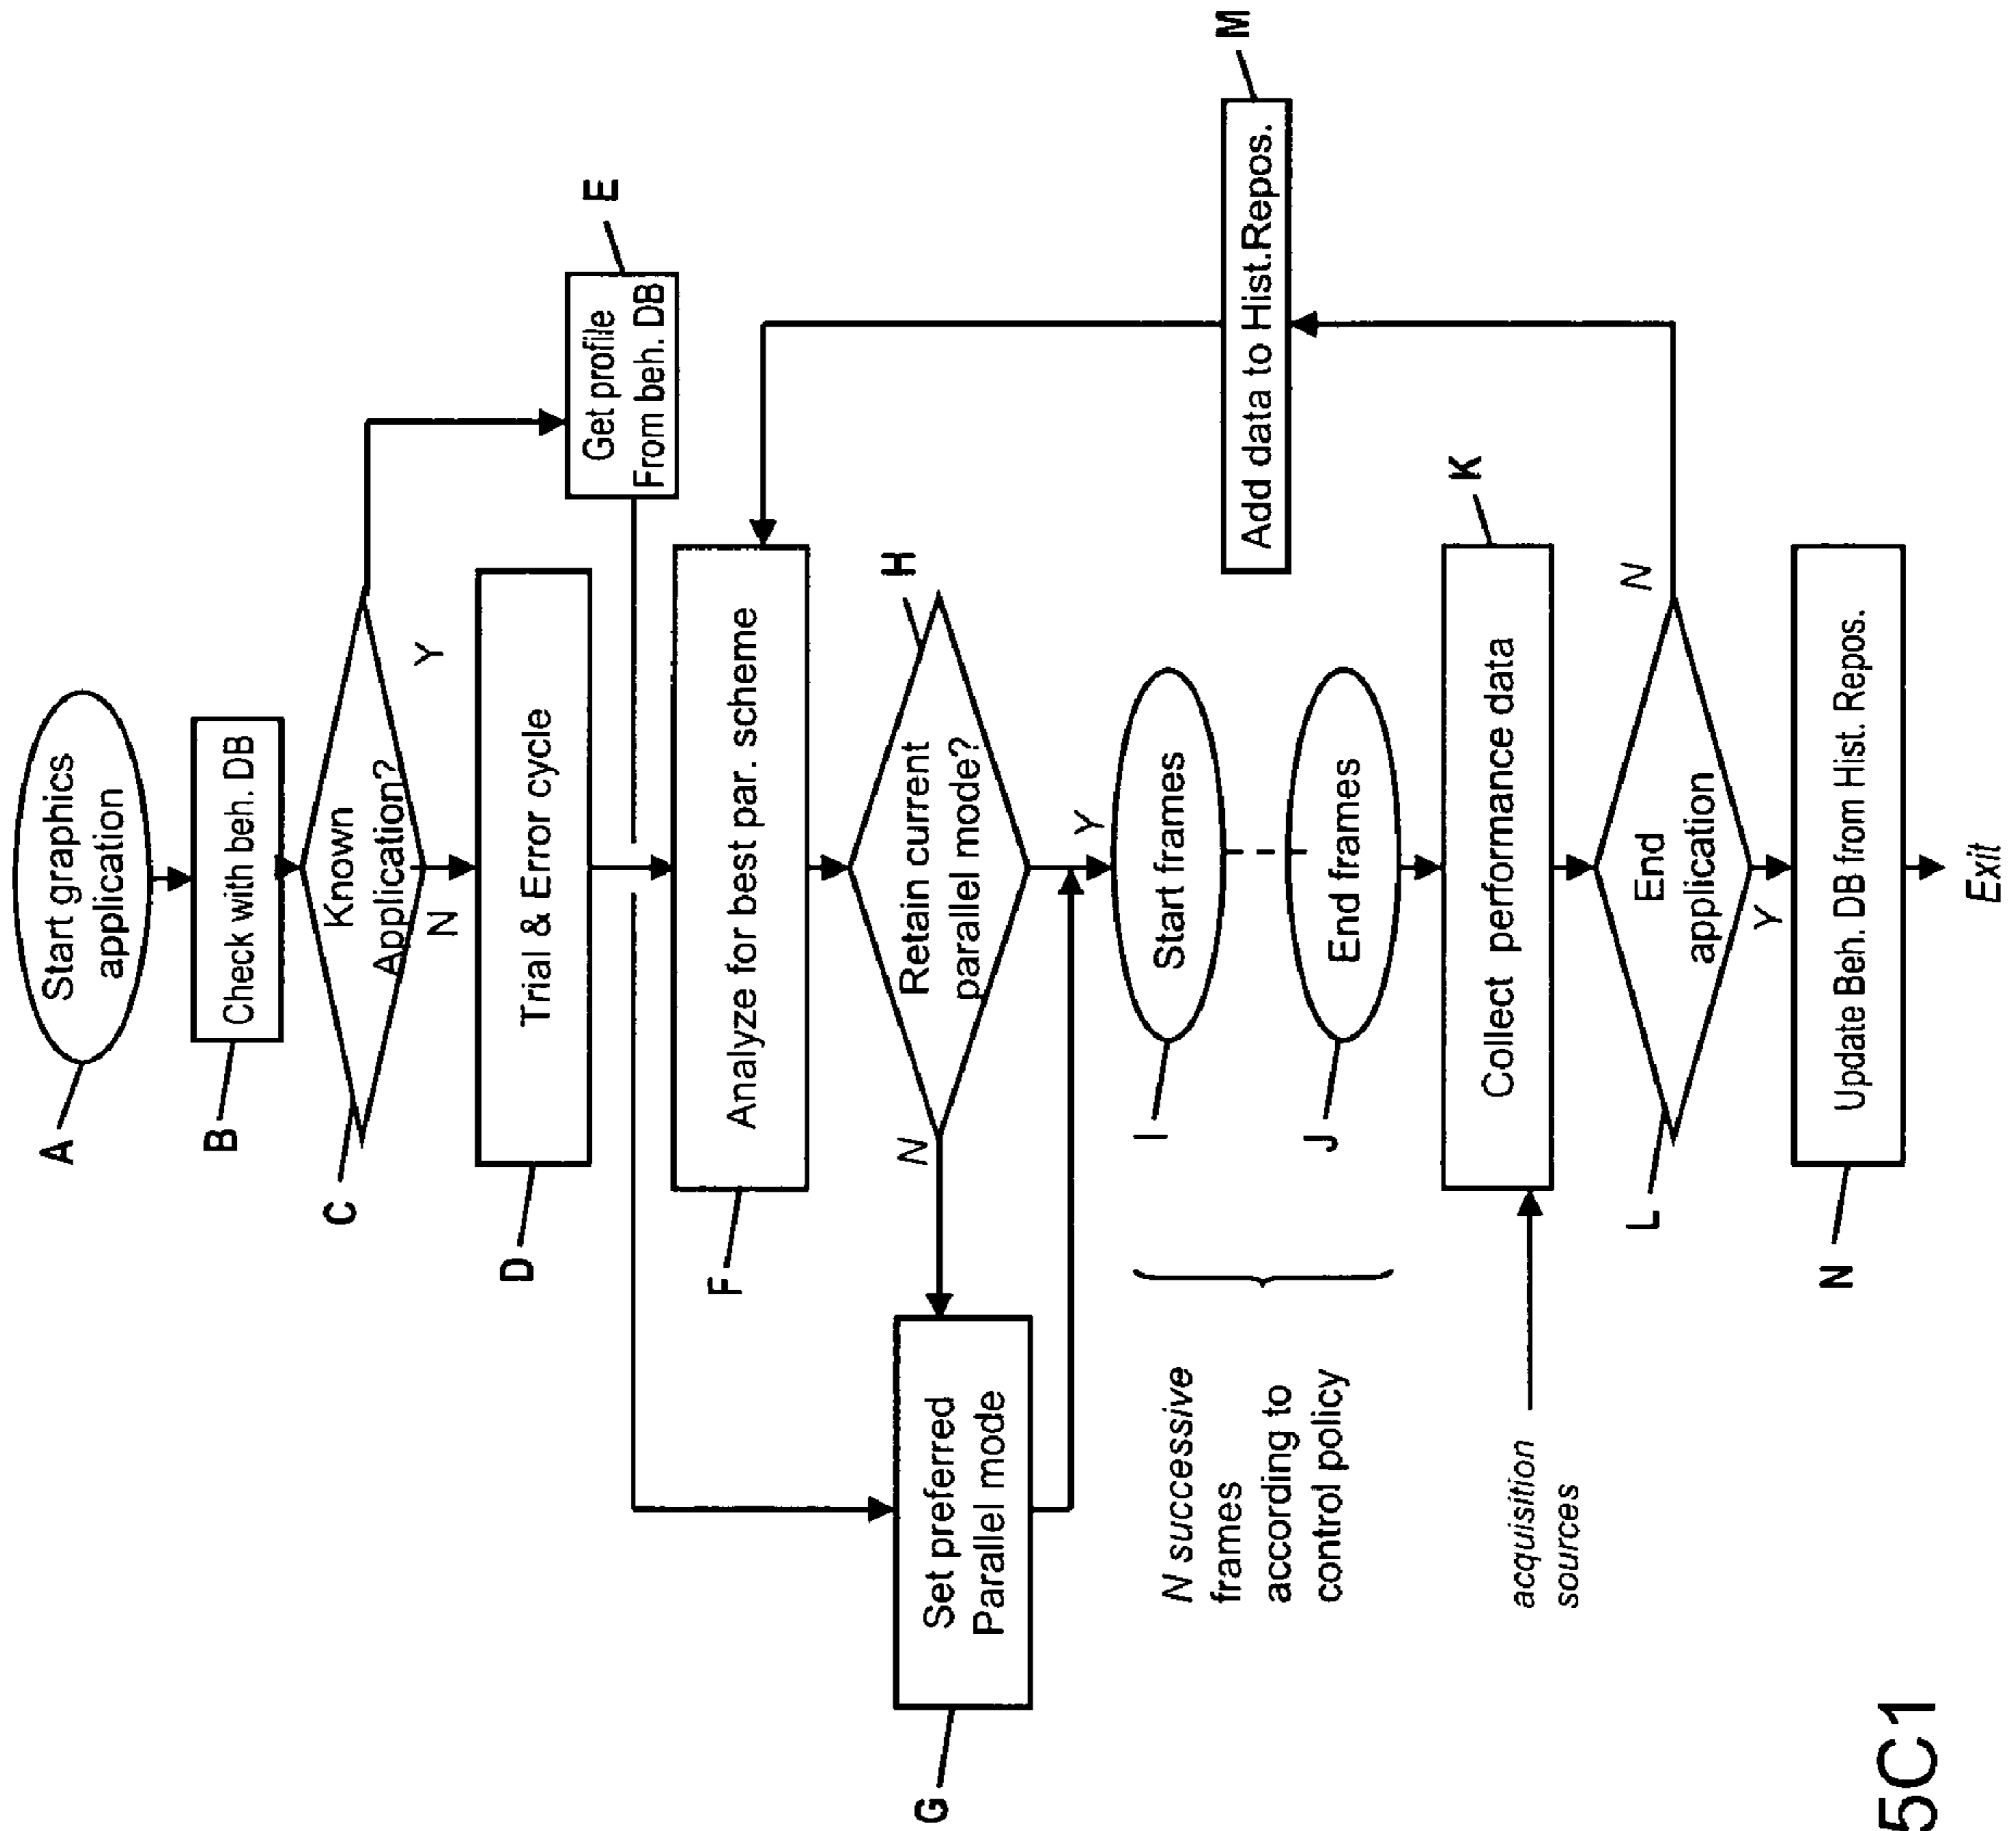 A
Start graphics
application
B
Check with beh. DB
C
Known
Application?
Y
N
D
Trial & Error cycle
E
Get profile
From beh. DB
F
Analyze for best par. scheme
H
Retain current
parallel mode?
N
Y
G
Set preferred
Parallel mode
I
Start frames
J
End frames
N successive
frames
according to
control policy
K
Collect performance data
acquisition
sources
L
End
application
N
Y
M
Add data to Hist.Repos.
N
Update Beh. DB from Hist. Repos.
Exit
5C1